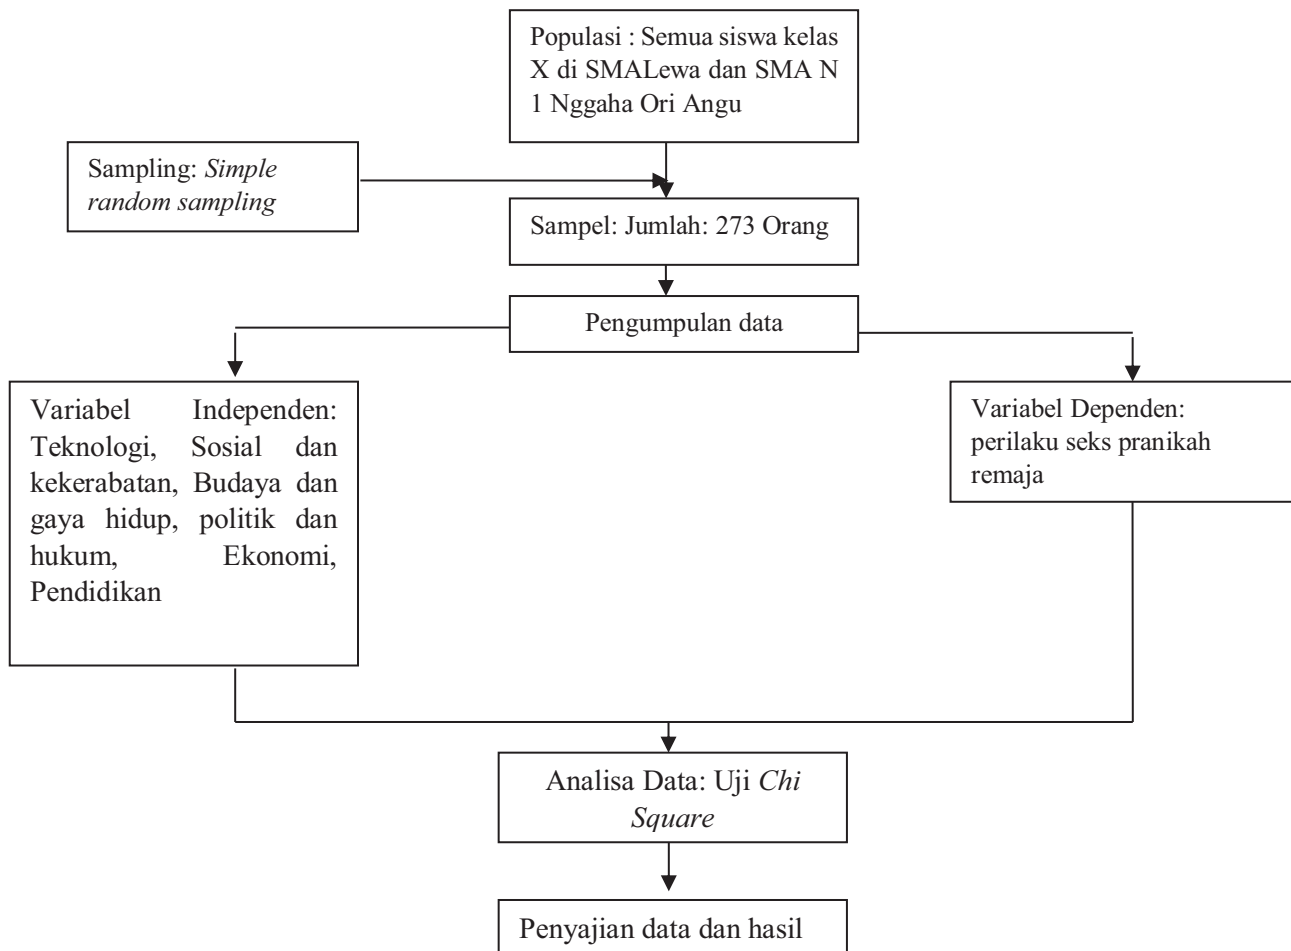 Populasi : Semua siswa kelas
X di SMALewa dan SMA N
1 Nggaha Ori Angu
Sampling: Simple
random sampling
Sampel: Jumlah: 273 Orang
Pengumpulan data
Variabel Independen:
Teknologi, Sosial dan
kekerabatan, Budaya dan
gaya hidup, politik dan
hukum, Ekonomi,
Pendidikan
Variabel Dependen:
perilaku seks pranikah
remaja
Analisa Data: Uji Chi
Square
Penyajian data dan hasil